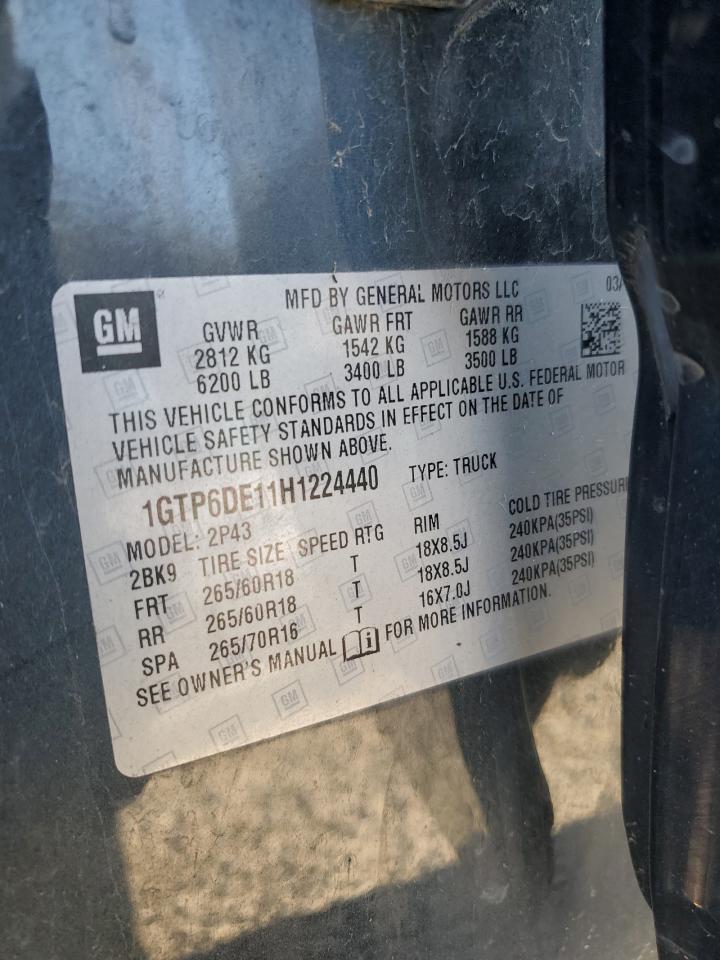 GM
MFD BY GENERAL MOTORS LLC 03/
GVWR GAWR FRT GAWR RR
2812 KG 1542 KG 1588 KG
6200 LB 3400 LB 3500 LB
THIS VEHICLE CONFORMS TO ALL APPLICABLE U.S. FEDERAL MOTOR
VEHICLE SAFETY STANDARDS IN EFFECT ON THE DATE OF
MANUFACTURE SHOWN ABOVE.
1GTP6DE11H1224440 TYPE: TRUCK
MODEL: 2P43
2BK9 TIRE SIZE SPEED RTG RIM COLD TIRE PRESSURE
FRT 265/60R18 T 18X8.5J 240KPA(35PSI)
RR 265/60R18 T 18X8.5J 240KPA(35PSI)
SPA 265/70R16 T 16X7.0J 240KPA(35PSI)
SEE OWNER'S MANUAL FOR MORE INFORMATION.